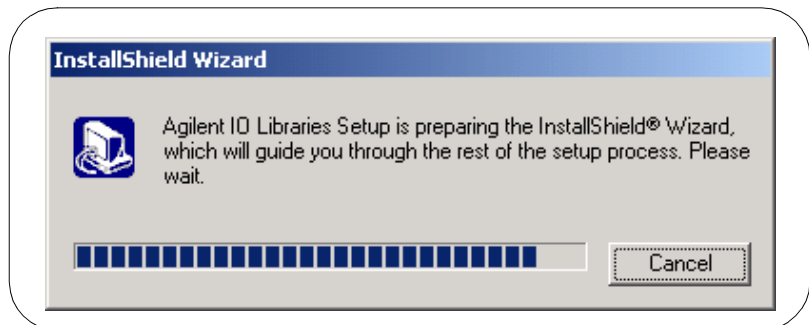 InstallShield Wizard
Agilent IO Libraries Setup is preparing the InstallShield® Wizard,
which will guide you through the rest of the setup process. Please
wait.
Cancel